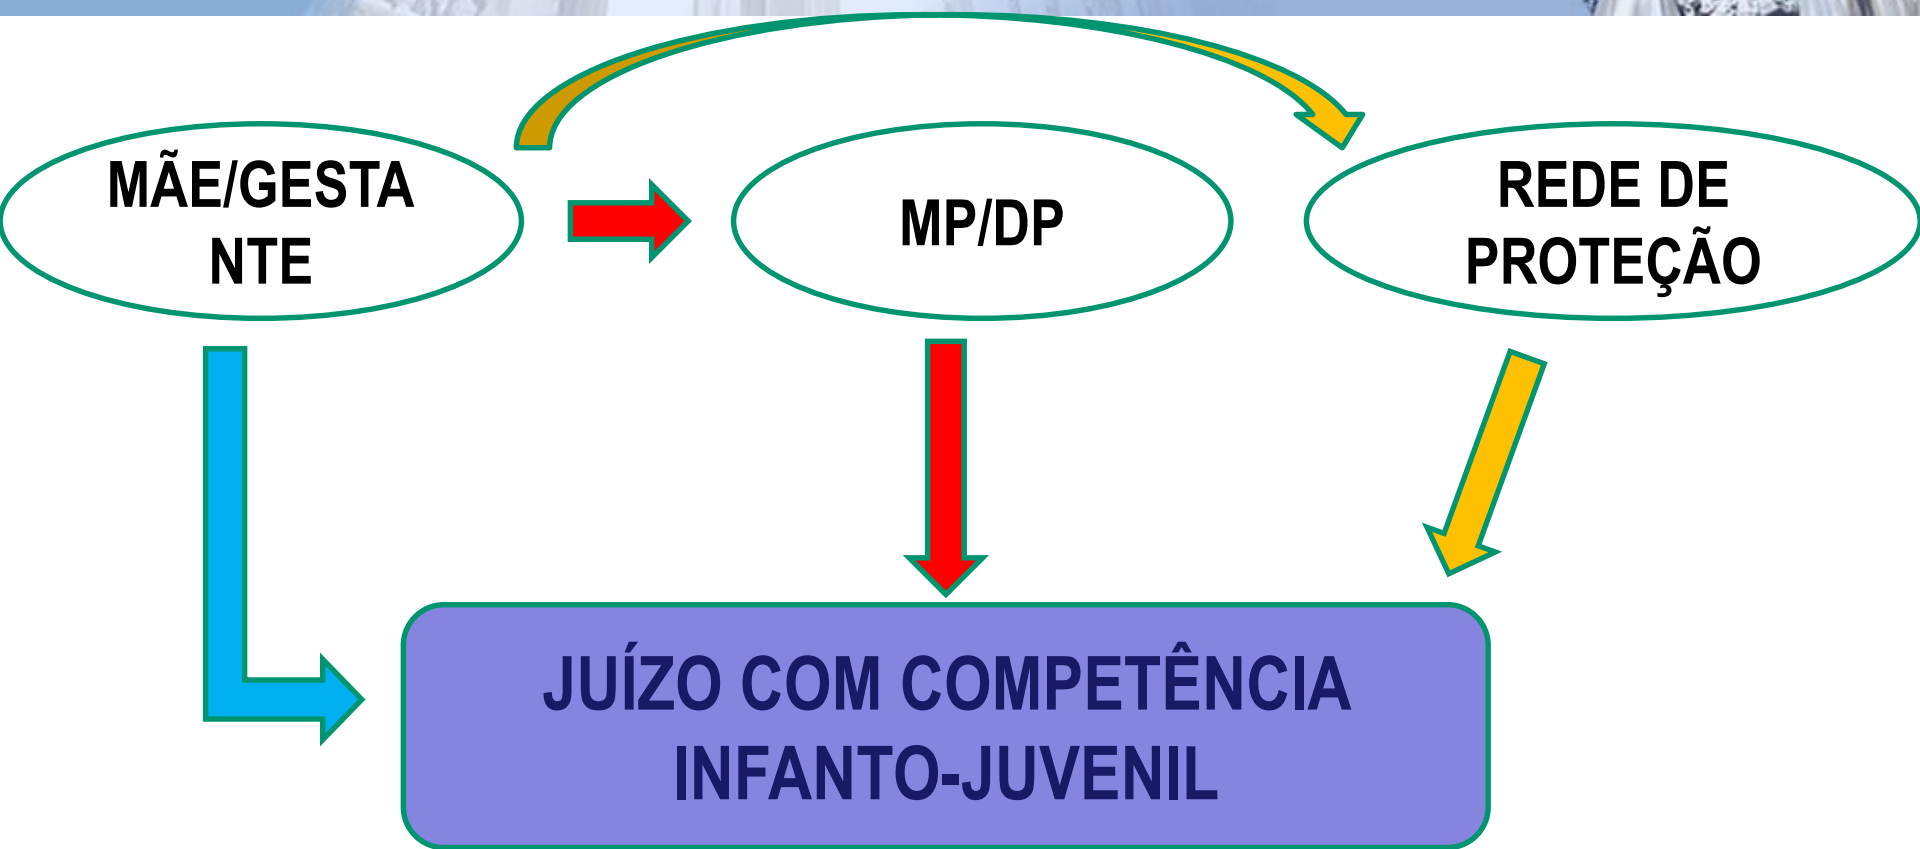 MÃE/GESTA
NTE
MP/DP
REDE DE
PROTEÇÃO
JUÍZO COM COMPETÊNCIA
INFANTO-JUVENIL